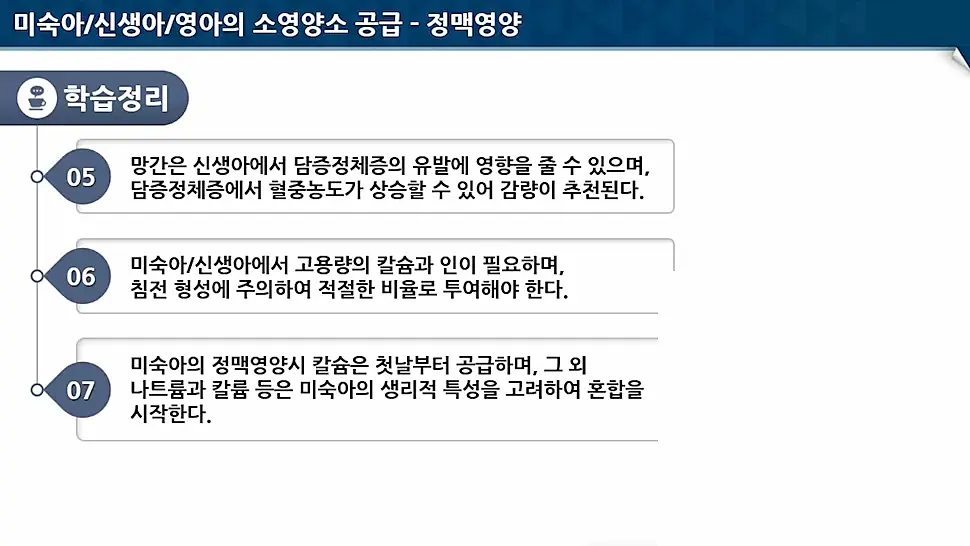 미숙아/신생아/영아의 소영양소 공급 - 정맥영양
학습정리
05
망간은 신생아에서 담증정체증의 유발에 영향을 줄 수 있으며,
담증정체증에서 혈중농도가 상승할 수 있어 감량이 추천된다.
06
미숙아/신생아에서 고용량의 칼슘과 인이 필요하며,
침전 형성에 주의하여 적절한 비율로 투여해야 한다.
07
미숙아의 정맥영양시 칼슘은 첫날부터 공급하며, 그 외
나트륨과 칼륨 등은 미숙아의 생리적 특성을 고려하여 혼합을
시작한다.